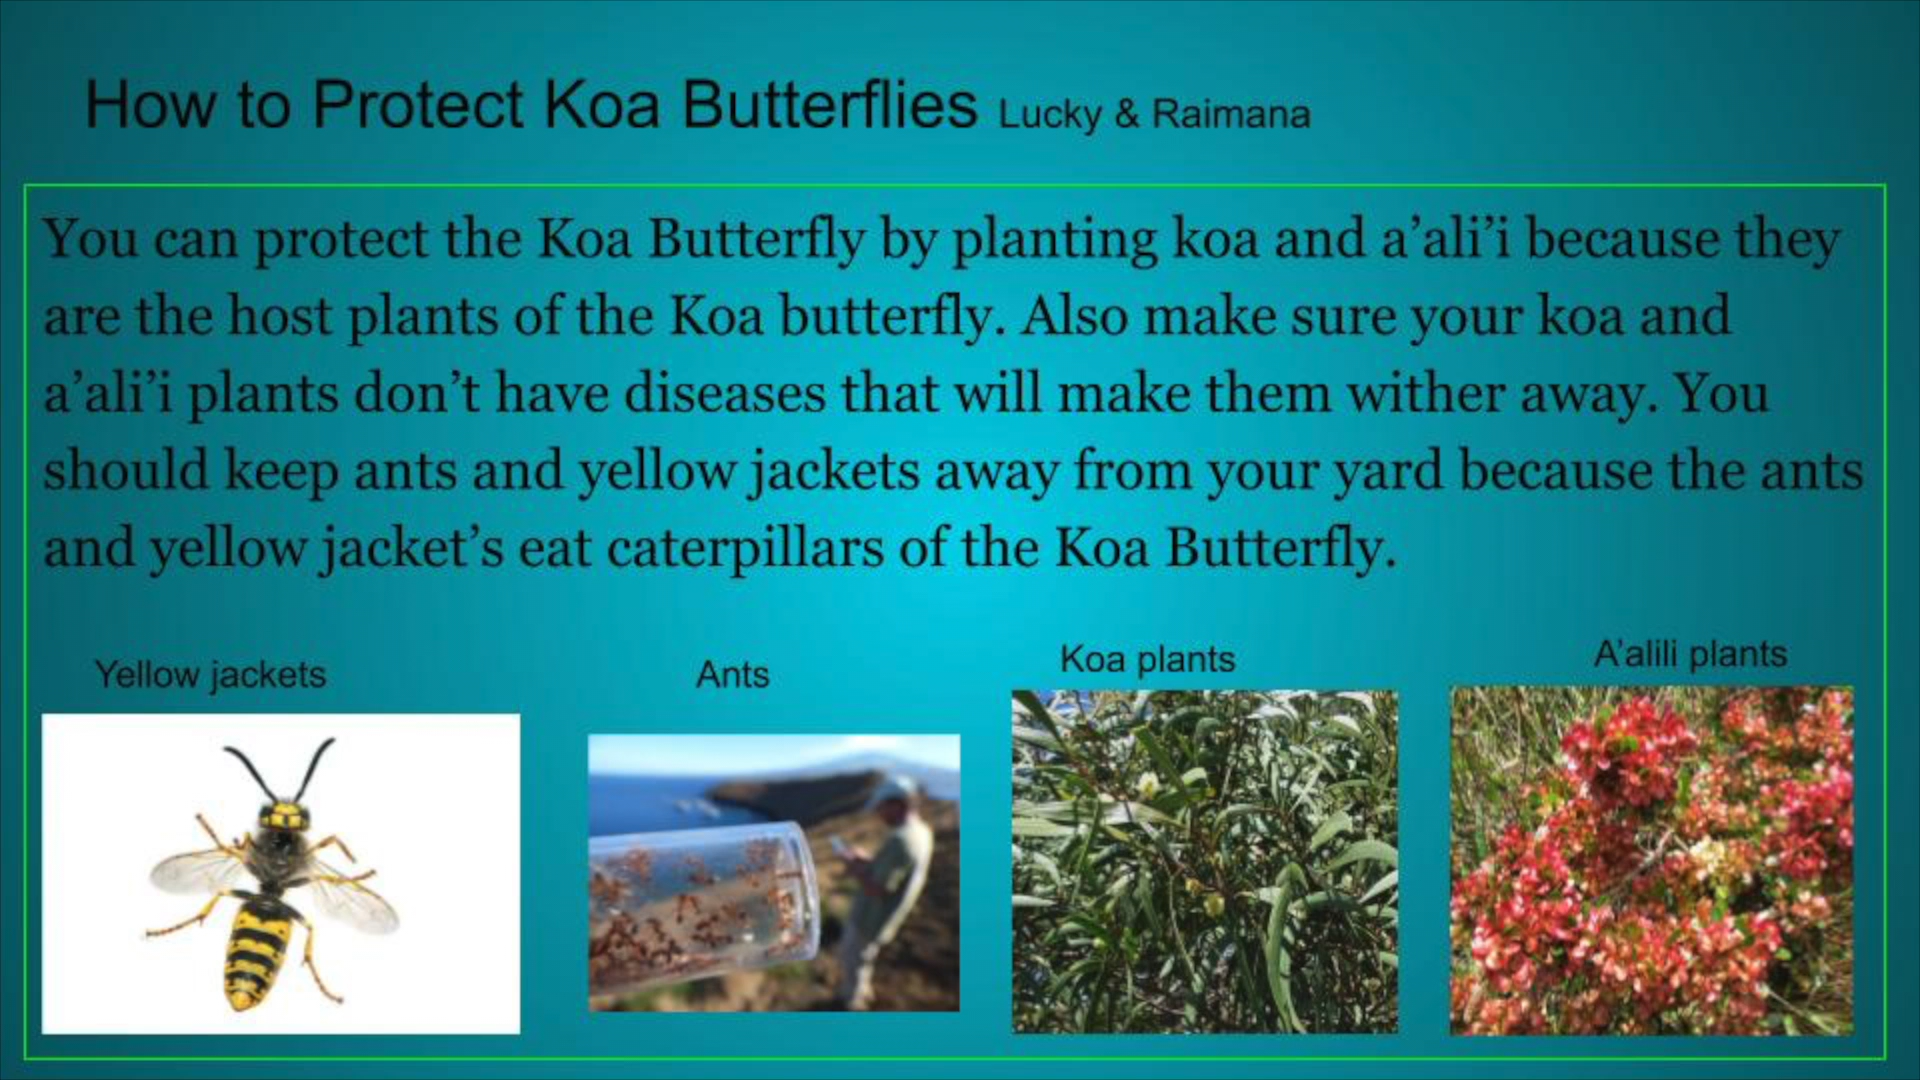 How to Protect Koa Butterflies Lucky & Raimana
You can protect the Koa Butterfly by planting koa and a’ali’i because they
are the host plants of the Koa butterfly. Also make sure your koa and
a’ali’i plants don’t have diseases that will make them wither away. You
should keep ants and yellow jackets away from your yard because the ants
and yellow jacket’s eat caterpillars of the Koa Butterfly.
Yellow jackets
Ants
Koa plants
A’alili plants